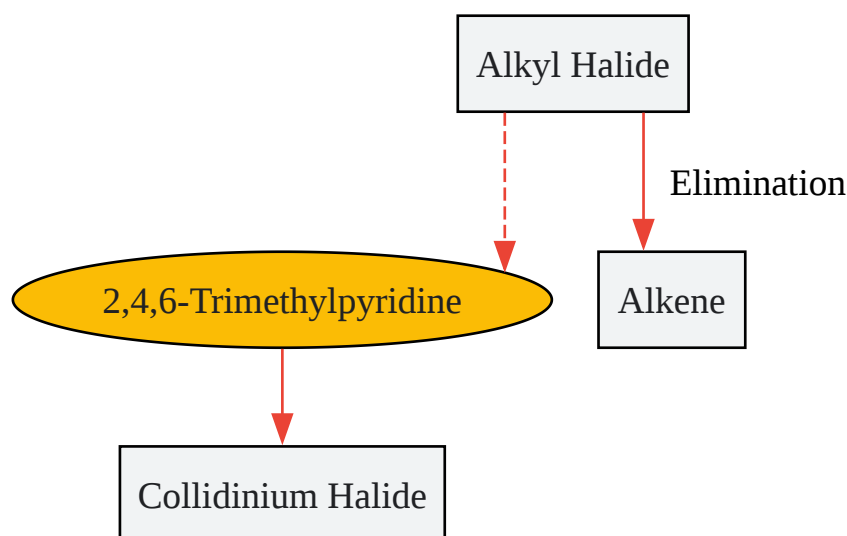 Alkyl Halide
Elimination
2,4,6-Trimethylpyridine
Alkene
Collidinium Halide